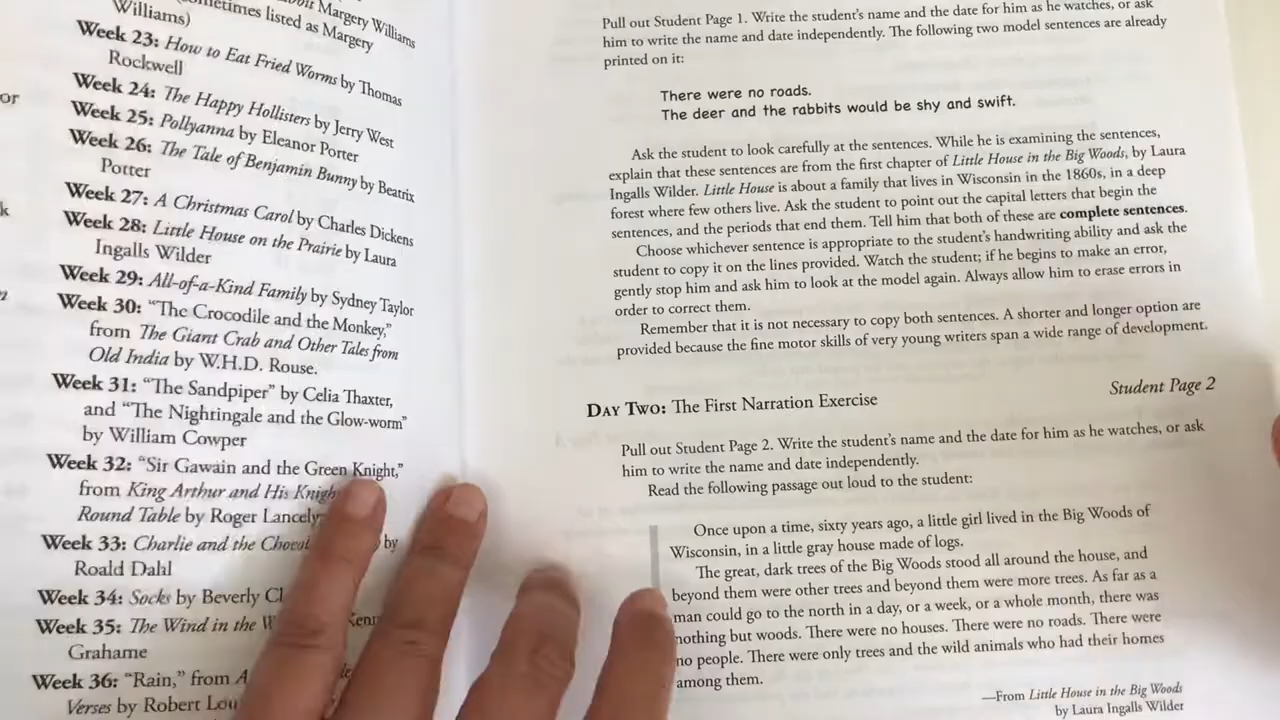 Margery Williams
(sometimes listed as Margery
Williams)
Week 23: How to Eat Fried Worms by Thomas
Rockwell
Week 24: The Happy Hollisters by Jerry West
Week 25: Pollyanna by Eleanor Porter
Week 26: The Tale of Benjamin Bunny by Beatrix
Potter
Week 27: A Christmas Carol by Charles Dickens
Week 28: Little House on the Prairie by Laura
Ingalls Wilder
Week 29: All-of-a-Kind Family by Sydney Taylor
Week 30: “The Crocodile and the Monkey,”
from The Giant Crab and Other Tales from
Old India by W.H.D. Rouse.
Week 31: “The Sandpiper” by Celia Thaxter,
and “The Nightingale and the Glow-worm”
by William Cowper
Week 32: “Sir Gawain and the Green Knight,”
from King Arthur and His
Round Table by Roger
Week 33: Charlie and the by
Roald Dahl
Week 34: Socks by Beverly
Week 35: The Wind in the
Grahame
Week 36: “Rain,” from A
Verses by Robert
or
k
Pull out Student Page 1. Write the student’s name and the date for him as he watches, or ask
him to write the name and date independently. The following two model sentences are already
printed on it:
There were no roads.
The deer and the rabbits would be shy and swift.
Ask the student to look carefully at the sentences. While he is examining the sentences,
explain that these sentences are from the first chapter of Little House in the Big Woods, by Laura
Ingalls Wilder. Little House is about a family that lives in Wisconsin in the 1860s, in a deep
forest where few others live. Ask the student to point out the capital letters that begin the
sentences, and the periods that end them. Tell him that both of these are complete sentences.
Choose whichever sentence is appropriate to the student’s handwriting ability and ask the
student to copy it on the lines provided. Watch the student; if he begins to make an error,
gently stop him and ask him to look at the model again. Always allow him to erase errors in
order to correct them.
Remember that it is not necessary to copy both sentences. A shorter and longer option are
provided because the fine motor skills of very young writers span a wide range of development.
Student Page 2
DAY TWO: The First Narration Exercise
Pull out Student Page 2. Write the student’s name and the date for him as he watches, or ask
him to write the name and date independently.
Read the following passage out loud to the student:
Once upon a time, sixty years ago, a little girl lived in the Big Woods of
Wisconsin, in a little gray house made of logs.
The great, dark trees of the Big Woods stood all around the house, and
beyond them were other trees and beyond them were more trees. As far as a
man could go to the north in a day, or a week, or a whole month, there was
nothing but woods. There were no houses. There were no roads. There were
no people. There were only trees and the wild animals who had their homes
among them.
—From Little House in the Big Woods
by Laura Ingalls Wilder